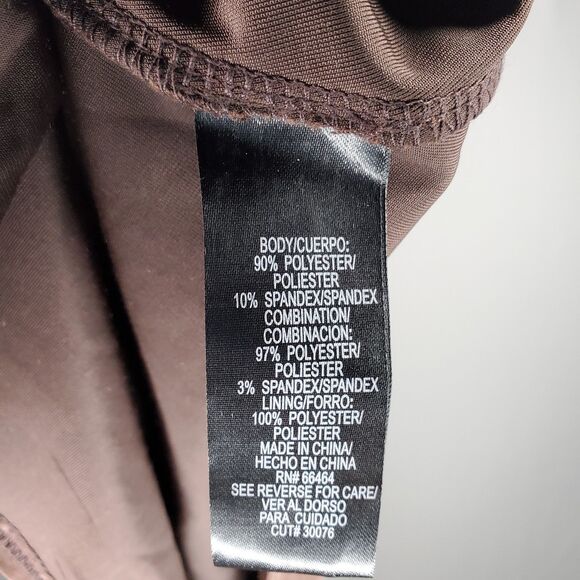 BODY/CUERPO:
90% POLYESTER/
POLIESTER
10% SPANDEX/SPANDEX
COMBINATION/
COMBINACION:
97% POLYESTER/
POLIESTER
3% SPANDEX/SPANDEX
LINING/FORRO:
100% POLYESTER/
POLIESTER
MADE IN CHINA/
HECHO EN CHINA
RN# 66464
SEE REVERSE FOR CARE/
VER AL DORSO
PARA CUIDADO
CUT# 30076